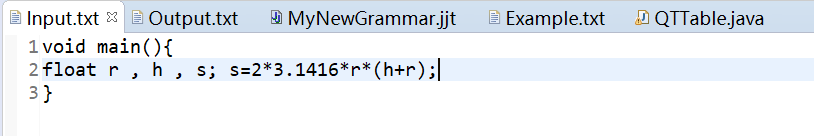 Input.txt Output.txt MyNewGrammar.jjt Example.txt QTTable.java
1 void main(){
2 float r , h , s; s=2*3.1416*r*(h+r);
3 }